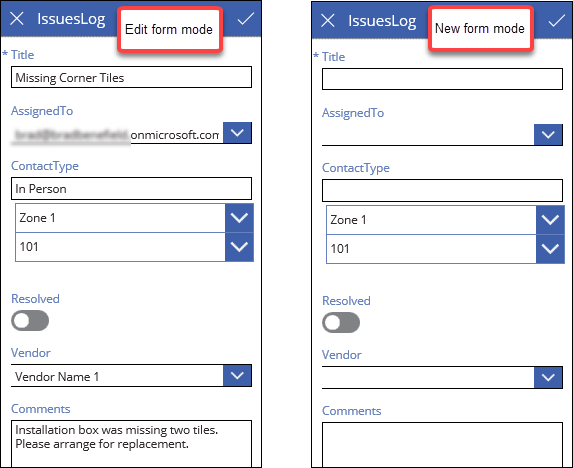 IssuesLog
Edit form mode
* Title
Missing Corner Tiles
AssignedTo
.onmicrosoft.com
ContactType
In Person
Zone 1
101
Resolved
Vendor
Vendor Name 1
Comments
Installation box was missing two tiles.
Please arrange for replacement.
IssuesLog
New form mode
* Title
AssignedTo
ContactType
Zone 1
101
Resolved
Vendor
Comments